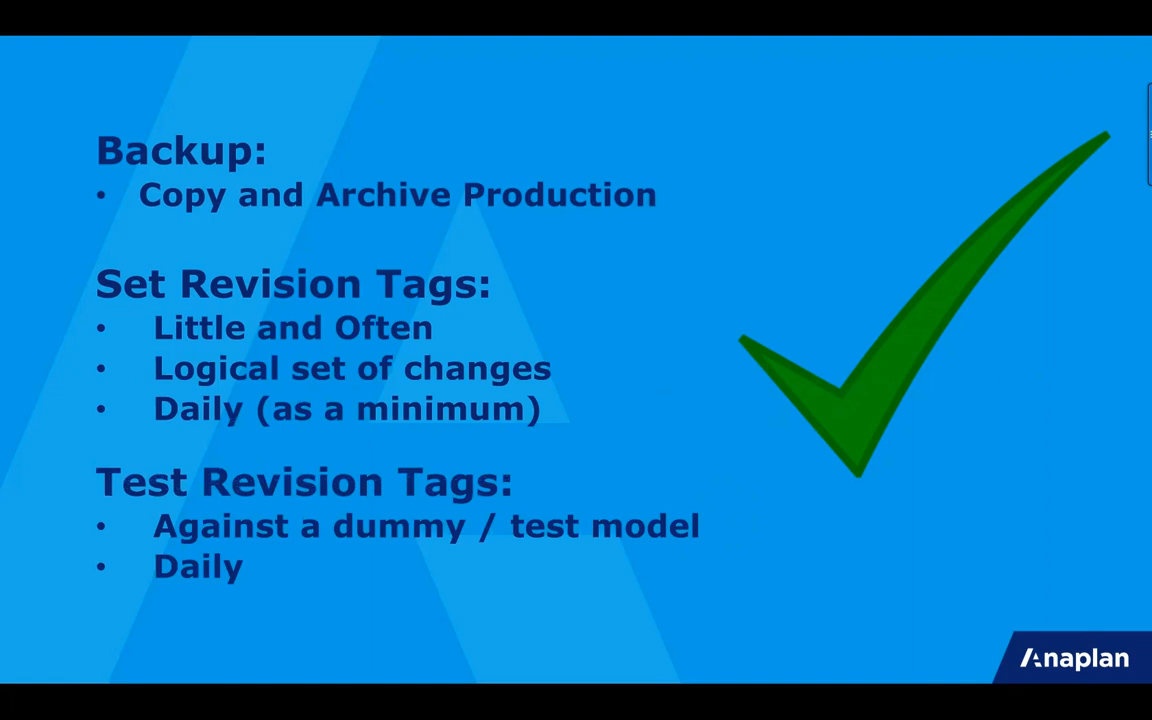 Backup:
• Copy and Archive Production
Set Revision Tags:
• Little and Often
• Logical set of changes
• Daily (as a minimum)
Test Revision Tags:
• Against a dummy / test model
• Daily
Anaplan